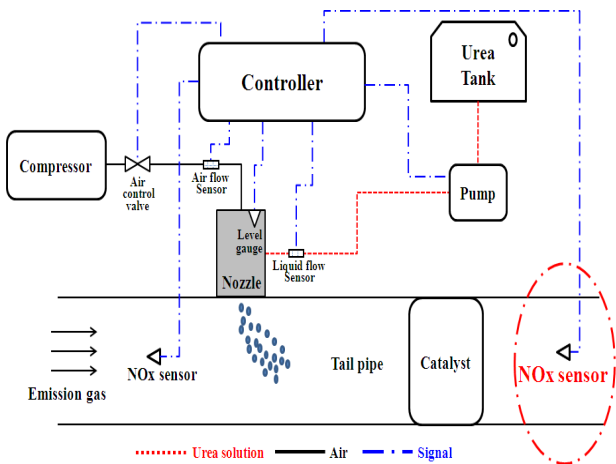 Urea
Tank
Controller
Compressor
Air
control
valve
Air flow
Sensor
Pump
Level
gauge
Nozzle
Liquid flow
Sensor
Emission gas
NOx sensor
Tail pipe
Catalyst
NOx sensor
Urea solution
Air
Signal